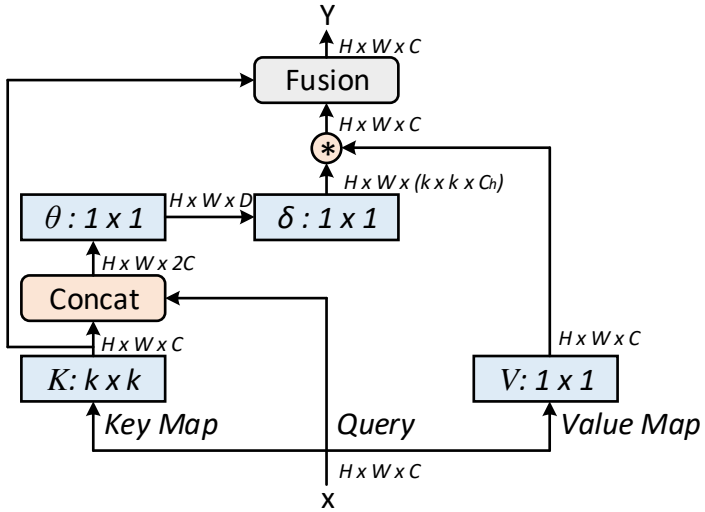 Y
H x W x C
Fusion
H x W x C
*
H x W x (k x k x Ch)
H x W x D
θ : 1 x 1
δ : 1 x 1
H x W x 2C
Concat
H x W x C
H x W x C
K: k x k
V: 1 x 1
Key Map
Query
Value Map
H x W x C
X